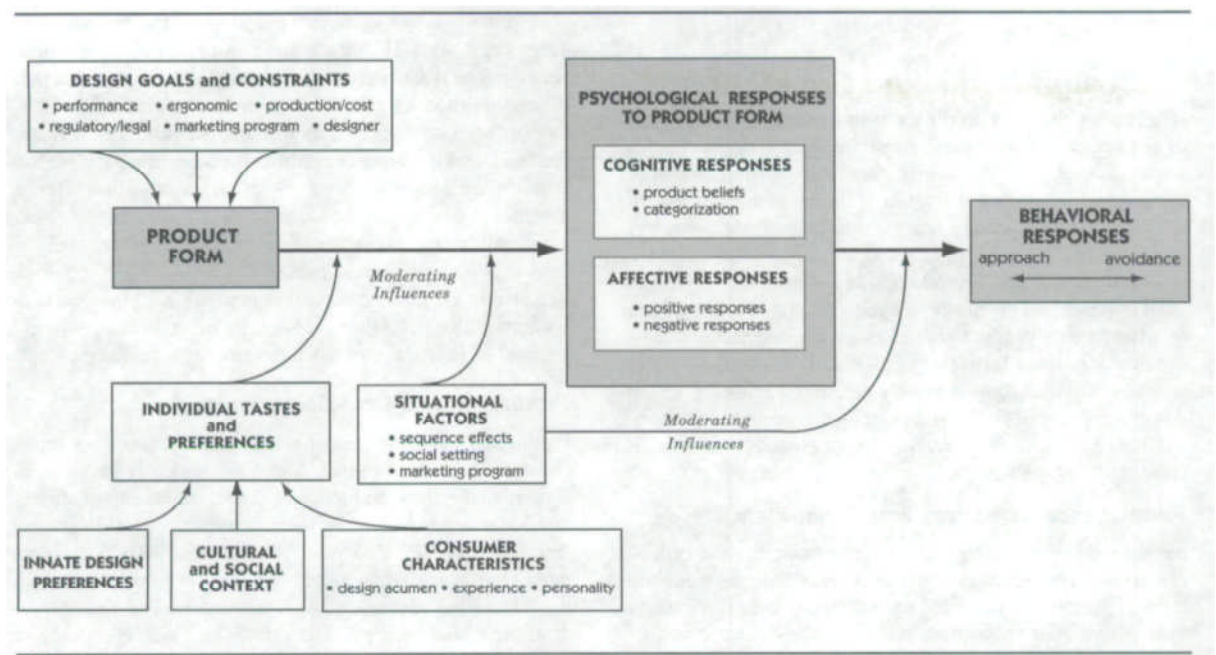 DESIGN GOALS and CONSTRAINTS
• performance • ergonomic • production/cost
• regulatory/legal • marketing program • designer
PRODUCT
FORM
Moderating
Influences
PSYCHOLOGICAL RESPONSES
TO PRODUCT FORM
COGNITIVE RESPONSES
• product beliefs
• categorization
AFFECTIVE RESPONSES
• positive responses
• negative responses
BEHAVIORAL
RESPONSES
approach avoidance
INDIVIDUAL TASTES
and
PREFERENCES
SITUATIONAL
FACTORS
• sequence effects
• social setting
• marketing program
Moderating
Influences
INNATE DESIGN
PREFERENCES
CULTURAL
and SOCIAL
CONTEXT
CONSUMER
CHARACTERISTICS
• design acumen • experience • personality